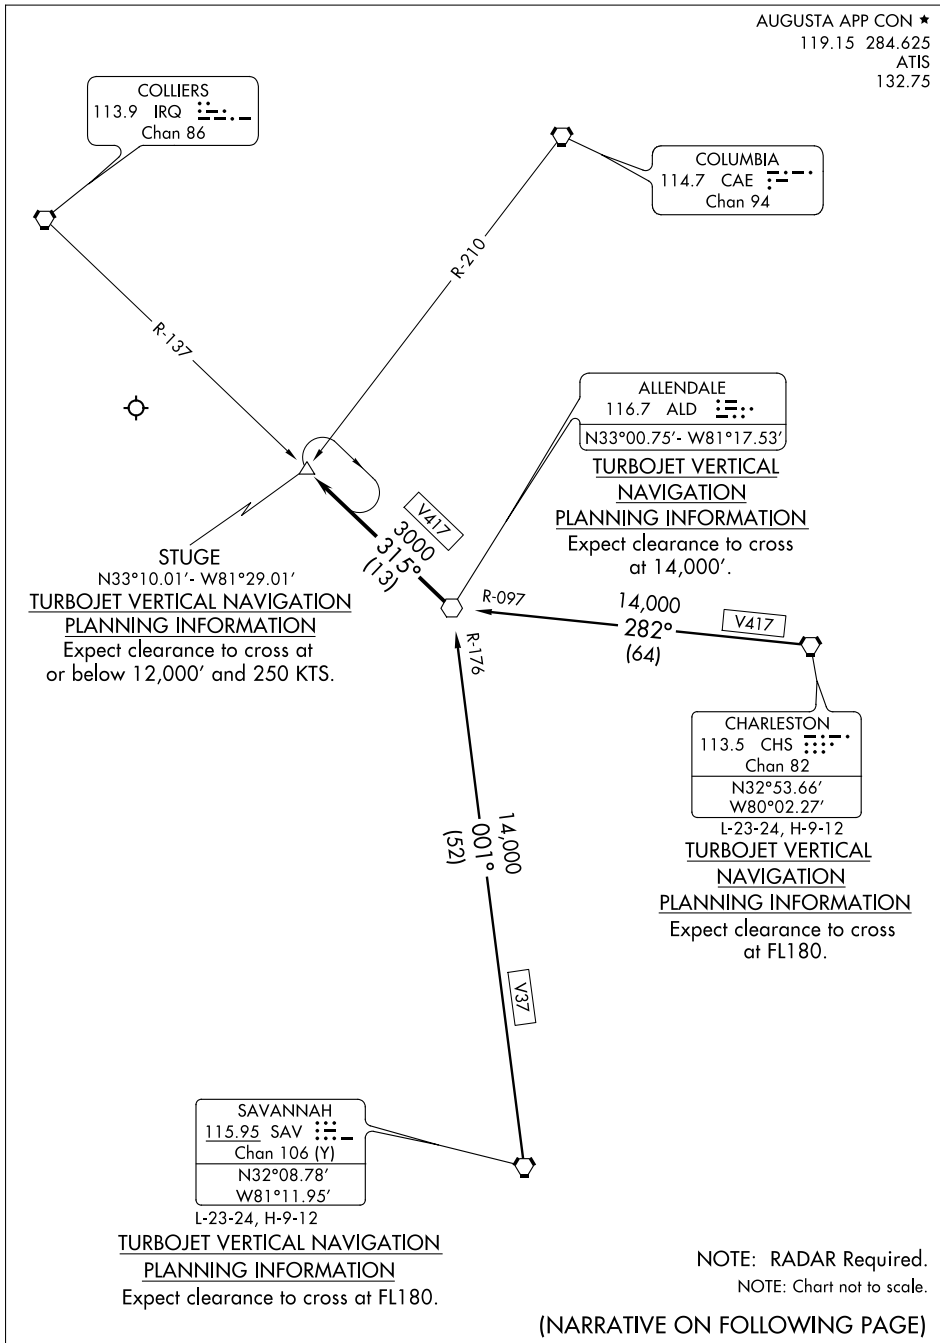 AUGUSTA APP CON ★
119.15 284.625
ATIS
132.75
COLLIERS
113.9 IRQ
Chan 86
COLUMBIA
114.7 CAE
Chan 94
R-210
R-137
ALLENDALE
116.7 ALD
N33°00.75′- W81°17.53′
TURBOJET VERTICAL
NAVIGATION
PLANNING INFORMATION
Expect clearance to cross
at 14,000′.
V417
3000
315°
(13)
STUGE
N33°10.01′- W81°29.01′
TURBOJET VERTICAL NAVIGATION
PLANNING INFORMATION
Expect clearance to cross at
or below 12,000′ and 250 KTS.
R-097
14,000
282°
(64)
V417
R-176
CHARLESTON
113.5 CHS
Chan 82
N32°53.66′
W80°02.27′
L-23-24, H-9-12
TURBOJET VERTICAL
NAVIGATION
PLANNING INFORMATION
Expect clearance to cross
at FL180.
14,000
001°
(52)
V37
SAVANNAH
115.95 SAV
Chan 106 (Y)
N32°08.78′
W81°11.95′
L-23-24, H-9-12
TURBOJET VERTICAL NAVIGATION
PLANNING INFORMATION
Expect clearance to cross at FL180.
NOTE: RADAR Required.
NOTE: Chart not to scale.
(NARRATIVE ON FOLLOWING PAGE)